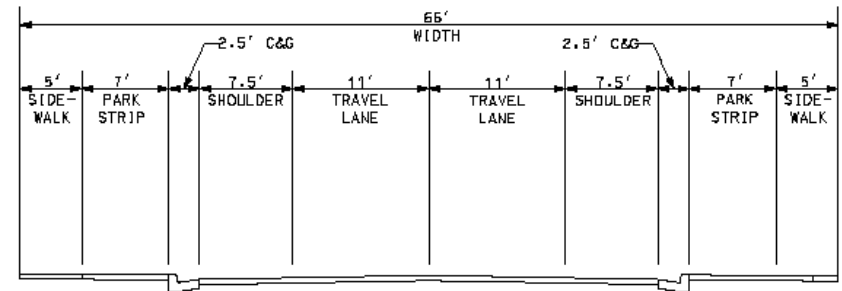 66'
WIDTH
2.5' C&G
2.5' C&G
5'
SIDE-
WALK
7'
PARK
STRIP
7.5'
SHOULDER
11'
TRAVEL
LANE
11'
TRAVEL
LANE
7.5'
SHOULDER
7'
PARK
STRIP
5'
SIDE-
WALK